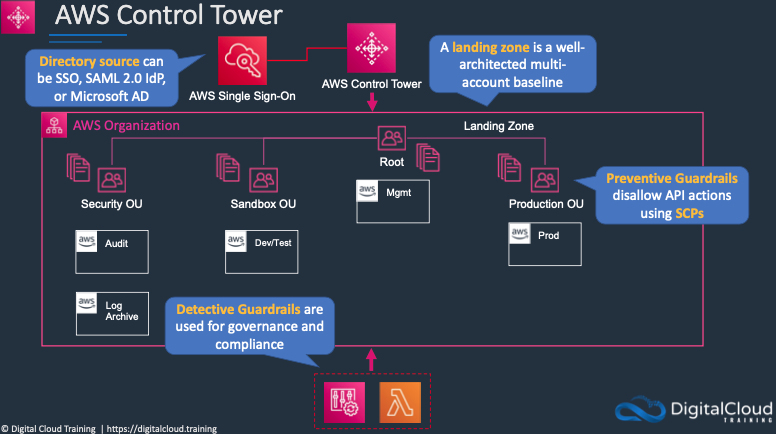 AWS Control Tower
Directory source can
be SSO, SAML 2.0 IdP,
or Microsoft AD
AWS Single Sign-On
AWS Control Tower
A landing zone is a well-
architected multi-
account baseline
AWS Organization
Landing Zone
Root
Security OU
Sandbox OU
aws Mgmt
Production OU
Preventive Guardrails
disallow API actions
using SCPs
aws Audit
aws Dev/Test
aws Prod
aws Log
Archive
Detective Guardrails are
used for governance and
compliance
DigitalCloud
TRAINING
© Digital Cloud Training | https://digitalcloud.training